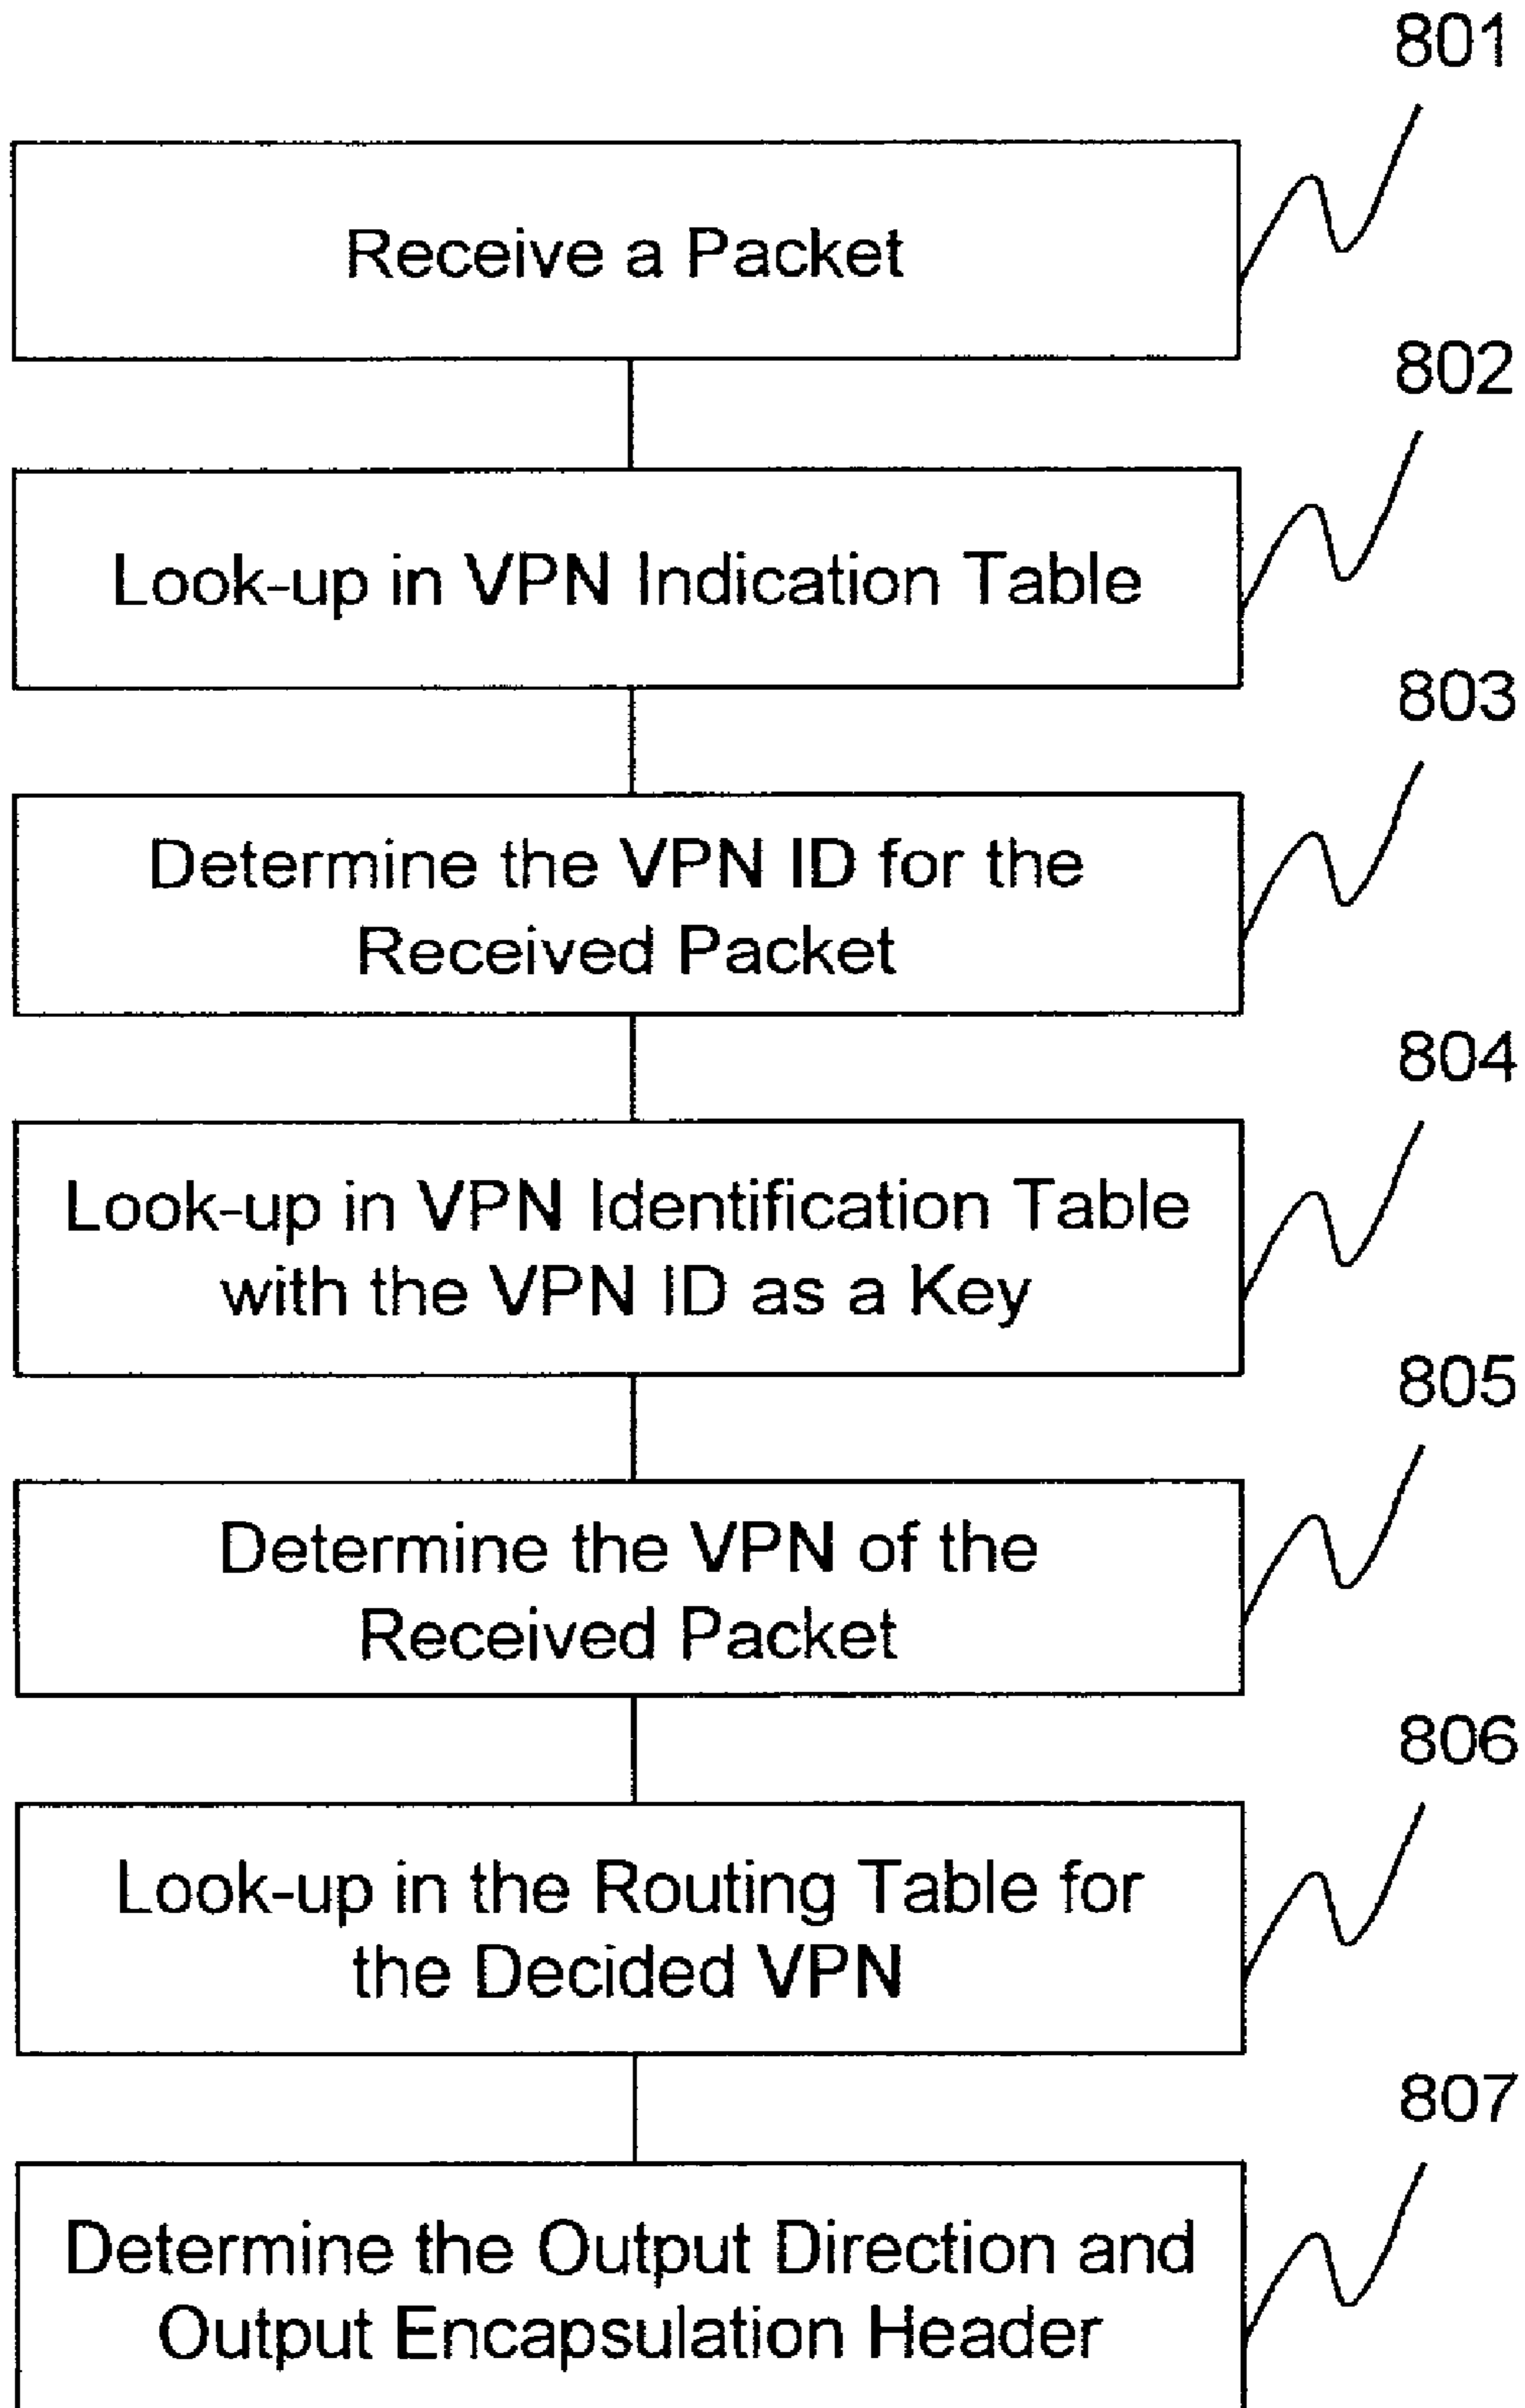 801
Receive a Packet
802
Look-up in VPN Indication Table
803
Determine the VPN ID for the
Received Packet
804
Look-up in VPN Identification Table
with the VPN ID as a Key
805
Determine the VPN of the
Received Packet
806
Look-up in the Routing Table for
the Decided VPN
807
Determine the Output Direction and
Output Encapsulation Header